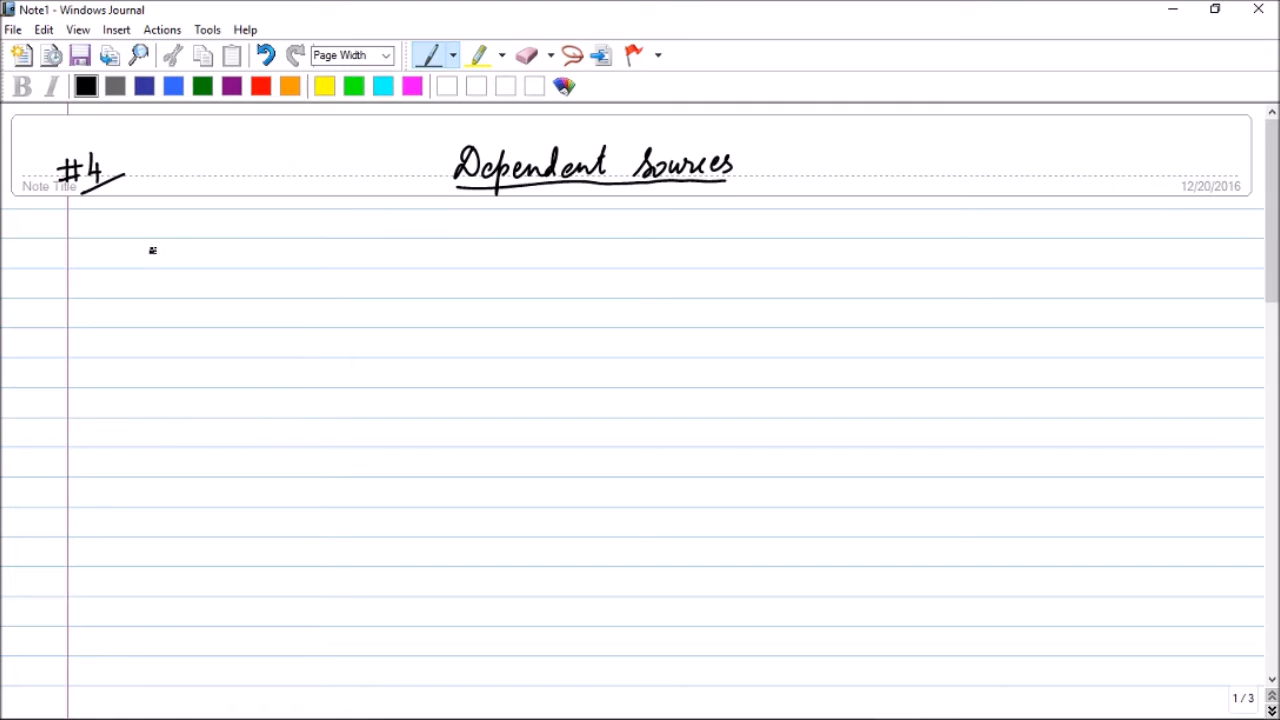 Note1 - Windows Journal
File Edit View Insert Actions Tools Help
Page Width
B I
#4 Dependent Sources
Note Title 12/20/2016
1 / 3